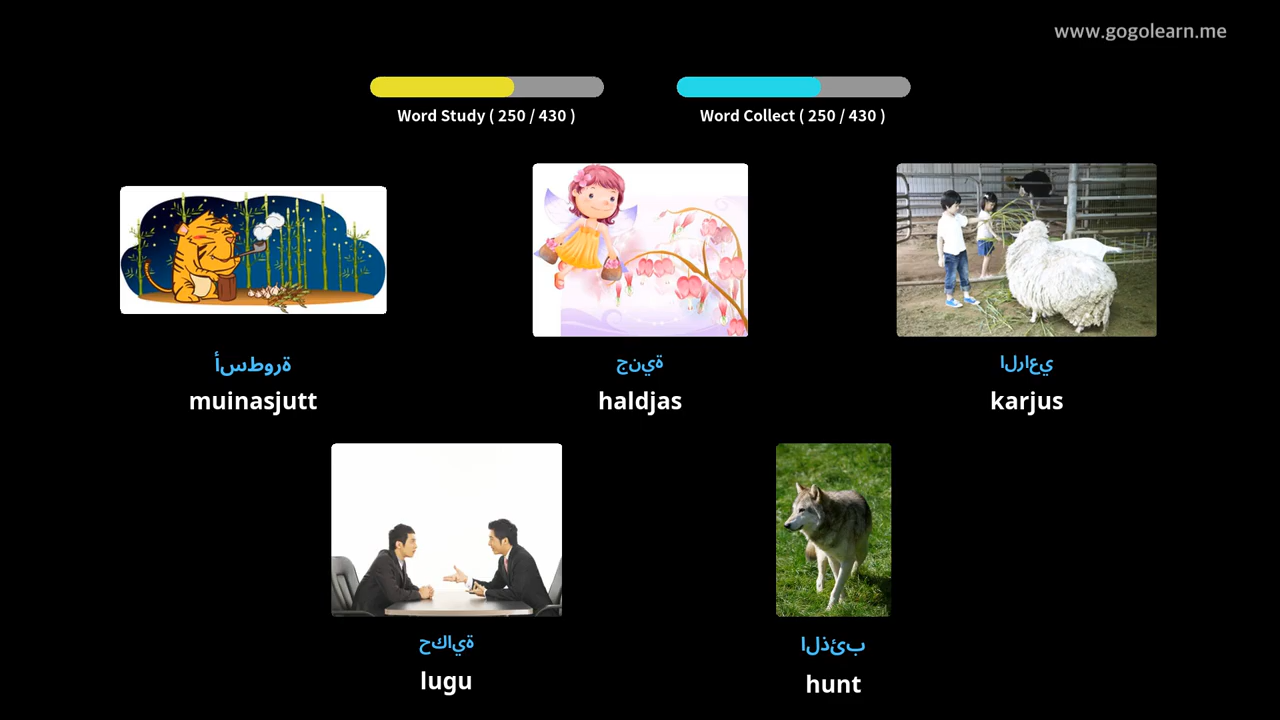 www.gogolearn.me
Word Study ( 250 / 430 )
Word Collect ( 250 / 430 )
أسطورة
muinasjutt
جنية
haldjas
الراعي
karjus
حكاية
lugu
الذئب
hunt